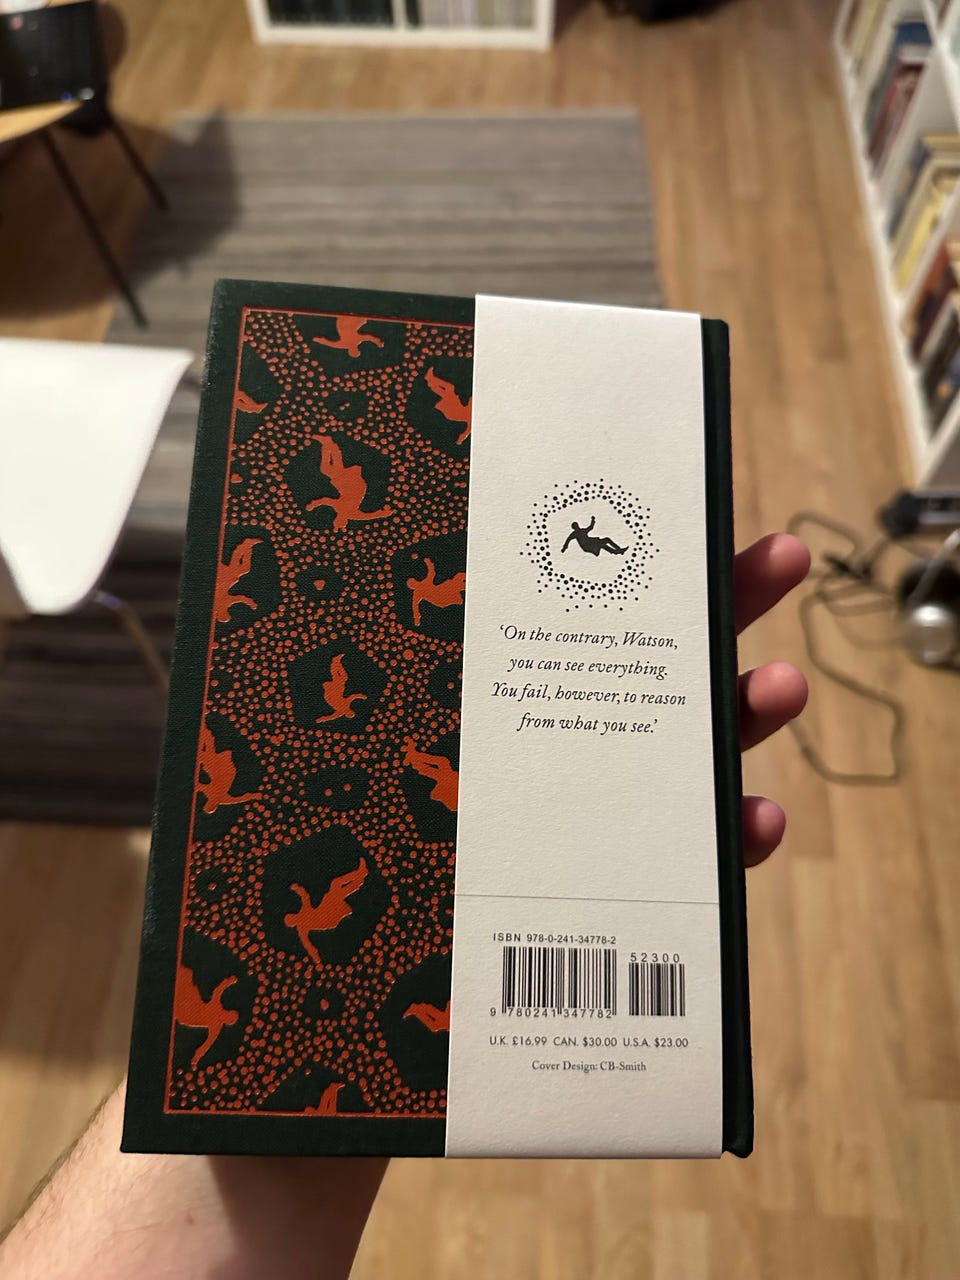 ‘On the contrary, Watson,
you can see everything.
You fail, however, to reason
from what you see.’
ISBN 978-0-241-34778-2
52300
9 780241 347782
U.K. £16.99 CAN. $30.00 U.S.A. $23.00
Cover Design: CB-Smith